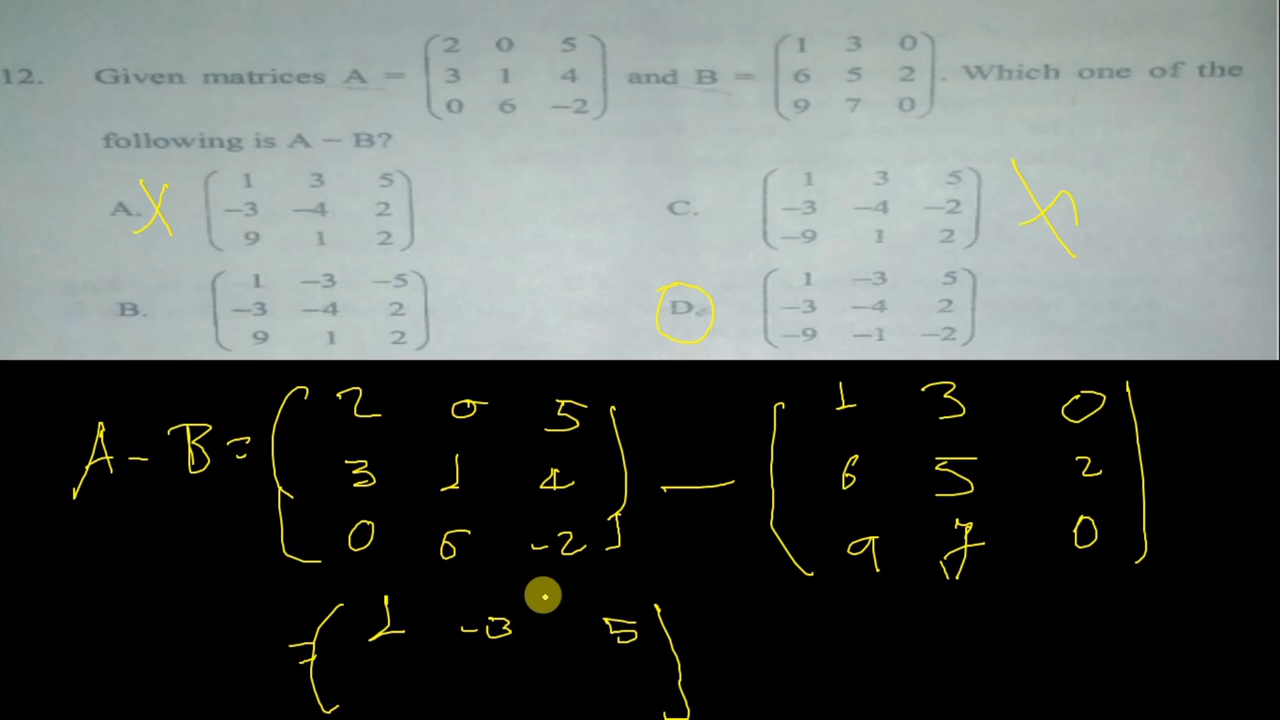 12. Given matrices A = (2 0 5
3 1 4
0 6 −2) and B = (1 3 0
6 5 2
9 7 0). Which one of the
following is A − B?
A. (1 3 5
−3 −4 2
9 1 2)
B. (1 −3 −5
−3 −4 2
9 1 2)
C. (1 3 5
−3 −4 −2
−9 1 2)
D. (1 −3 5
−3 −4 2
−9 −1 −2)
A - B = (2 0 5
3 1 4
0 6 -2) — (1 3 0
6 5 2
9 7 0)
= (1 -3 5)